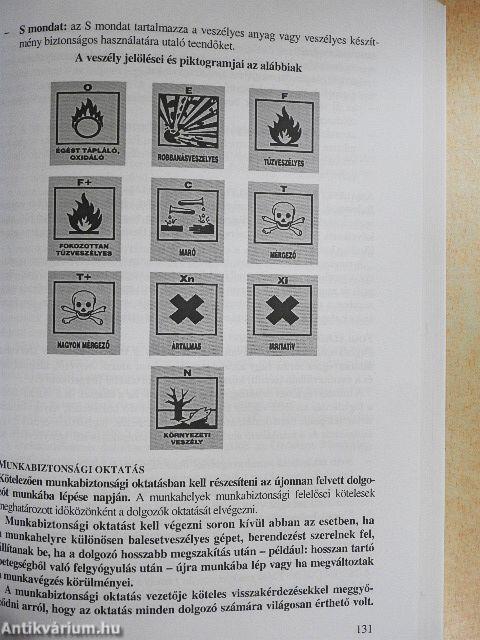 – S mondat: az S mondat tartalmazza a veszélyes anyag vagy veszélyes készít-
mény biztonságos használatára utaló teendőket.
A veszély jelölései és piktogramjai az alábbiak
O
ÉGÉST TÁPLÁLÓ,
OXIDÁLÓ
E
ROBBANÁSVESZÉLYES
F
TŰZVESZÉLYES
F+
FOKOZOTTAN
TŰZVESZÉLYES
C
MARÓ
T
MÉRGEZŐ
T+
NAGYON MÉRGEZŐ
Xn
ÁRTALMAS
Xi
IRRITATÍV
N
KÖRNYEZETI
VESZÉLY
MUNKABIZTONSÁGI OKTATÁS
Kötelezően munkabiztonsági oktatásban kell részesíteni az újonnan felvett dolgo-
zót munkába lépése napján. A munkahelyek munkabiztonsági felelősei kötelesek
meghatározott időközönként a dolgozók oktatását elvégezni.
Munkabiztonsági oktatást kell végezni soron kívül abban az esetben, ha
a munkahelyre különösen balesetveszélyes gépet, berendezést szerelnek fel,
állítanak be, ha a dolgozó hosszabb megszakítás után – például: hosszan tartó
betegségből való felgyógyulás után – újra munkába lép vagy ha megváltoztak
a munkavégzés körülményei.
A munkabiztonsági oktatás vezetője köteles visszakérdezésekkel meggyő-
ződni arról, hogy az oktatás minden dolgozó számára világosan érthető volt.
131
Antikvárium.hu